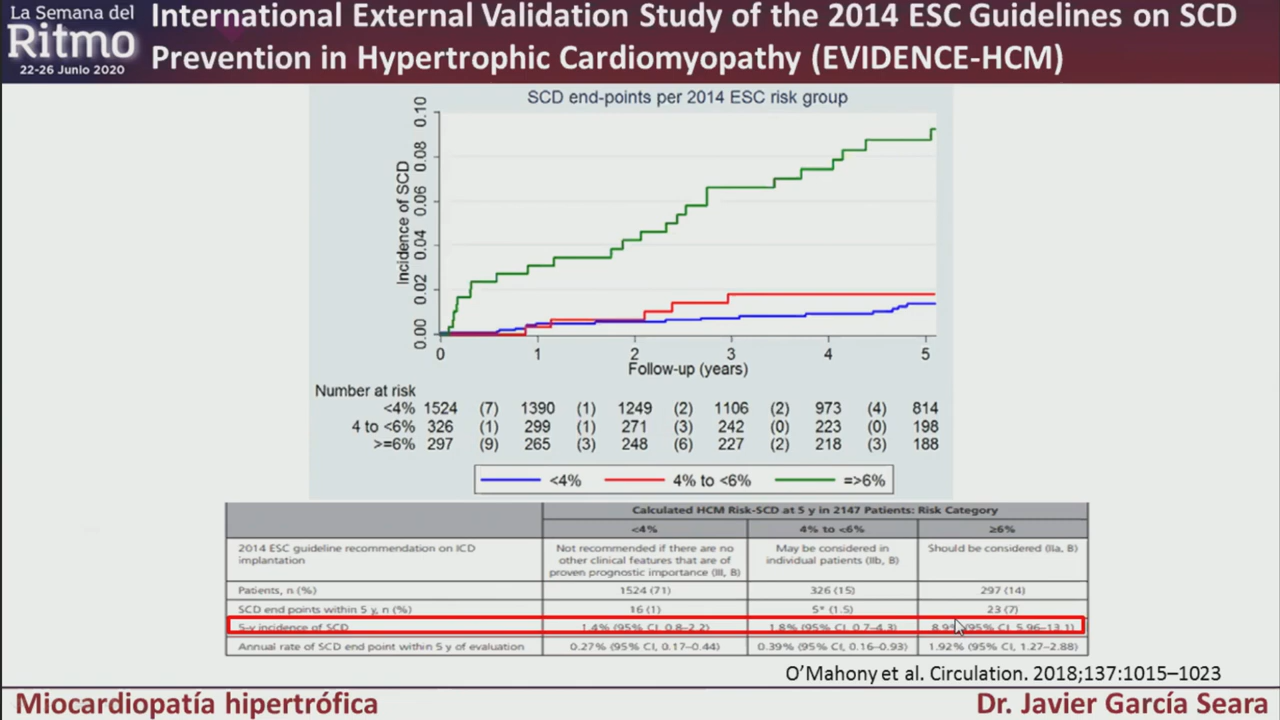 La Semana del
Ritmo
22-26 Junio 2020
International External Validation Study of the 2014 ESC Guidelines on SCD
Prevention in Hypertrophic Cardiomyopathy (EVIDENCE-HCM)
SCD end-points per 2014 ESC risk group
Incidence of SCD
0.10
0.08
0.06
0.04
0.02
0.00
0 1 2 3 4 5
Follow-up (years)
Number at risk
<4% 1524 (7) 1390 (1) 1249 (2) 1106 (2) 973 (4) 814
4 to <6% 326 (1) 299 (1) 271 (3) 242 (0) 223 (0) 198
>=6% 297 (9) 265 (3) 248 (6) 227 (2) 218 (3) 188
<4% 4% to <6% =>6%
Calculated HCM Risk-SCD at 5 y in 2147 Patients: Risk Category
<4% 4% to <6% ≥6%
2014 ESC guideline recommendation on ICD
implantation
Not recommended if there are no
other clinical features that are of
proven prognostic importance (III, B)
May be considered in
individual patients (IIb, B)
Should be considered (IIa, B)
Patients, n (%) 1524 (71) 326 (15) 297 (14)
SCD end points within 5 y, n (%) 16 (1) 5* (1.5) 23 (7)
5-y incidence of SCD 1.4% (95% CI, 0.8–2.2) 1.8% (95% CI, 0.7–4.3) (95% CI, 5.96–13.1)
Annual rate of SCD end point within 5 y of evaluation 0.27% (95% CI, 0.17–0.44) 0.39% (95% CI, 0.16–0.93) 1.92% (95% CI, 1.27–2.88)
O’Mahony et al. Circulation. 2018;137:1015–1023
Miocardiopatía hipertrófica
Dr. Javier García Seara